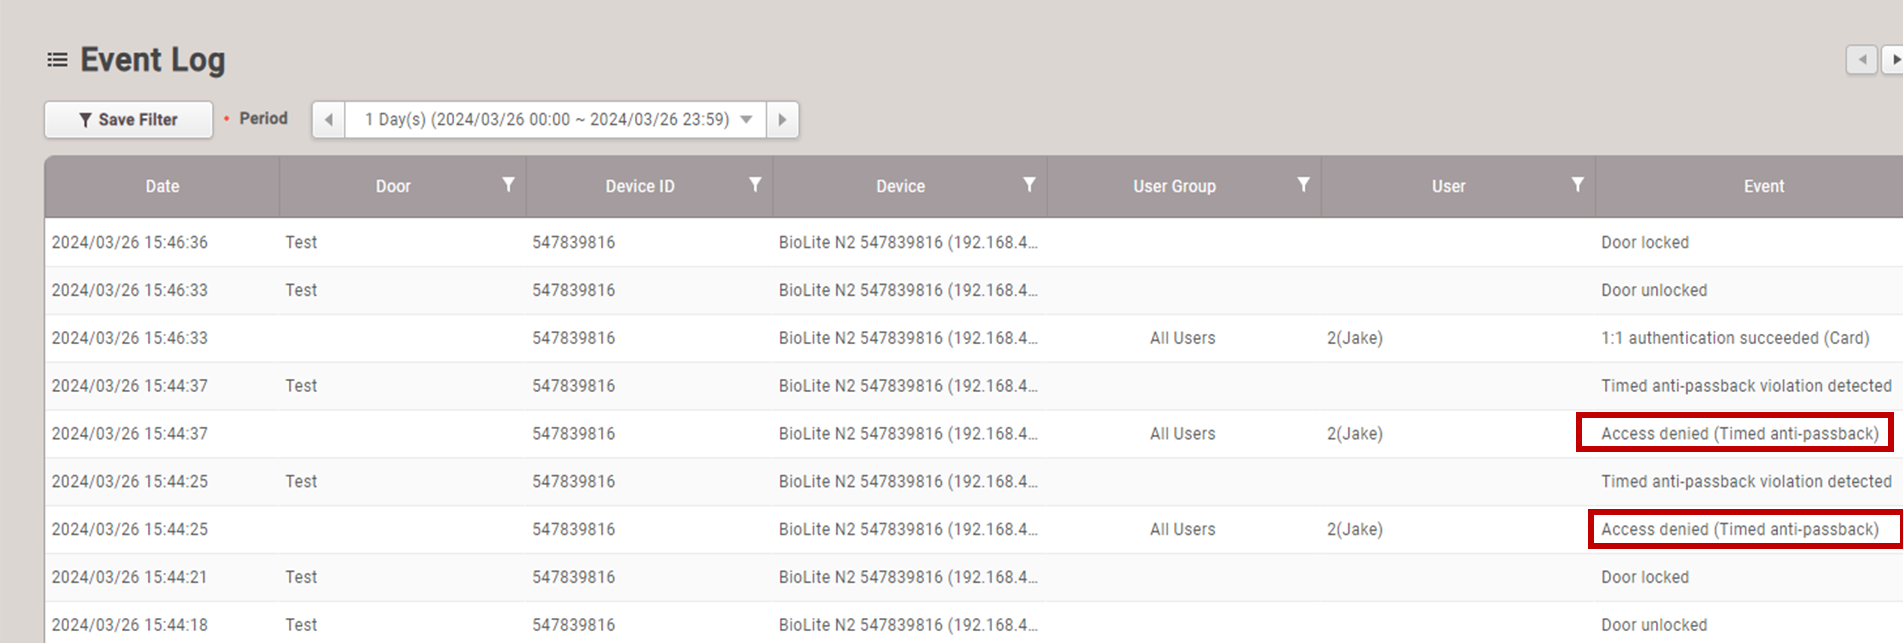 Event Log
Save Filter • Period 1 Day(s) (2024/03/26 00:00 ~ 2024/03/26 23:59)
Date Door Device ID Device User Group User Event
2024/03/26 15:46:36 Test 547839816 BioLite N2 547839816 (192.168.4... Door locked
2024/03/26 15:46:33 Test 547839816 BioLite N2 547839816 (192.168.4... Door unlocked
2024/03/26 15:46:33 547839816 BioLite N2 547839816 (192.168.4... All Users 2(Jake) 1:1 authentication succeeded (Card)
2024/03/26 15:44:37 Test 547839816 BioLite N2 547839816 (192.168.4... Timed anti-passback violation detected
2024/03/26 15:44:37 547839816 BioLite N2 547839816 (192.168.4... All Users 2(Jake) Access denied (Timed anti-passback)
2024/03/26 15:44:25 Test 547839816 BioLite N2 547839816 (192.168.4... Timed anti-passback violation detected
2024/03/26 15:44:25 547839816 BioLite N2 547839816 (192.168.4... All Users 2(Jake) Access denied (Timed anti-passback)
2024/03/26 15:44:21 Test 547839816 BioLite N2 547839816 (192.168.4... Door locked
2024/03/26 15:44:18 Test 547839816 BioLite N2 547839816 (192.168.4... Door unlocked